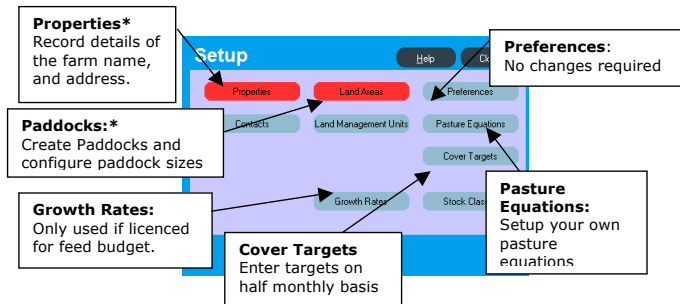 Properties*
Record details of
the farm name,
and address.
Setup
Help
Preferences:
No changes required
Properties
Land Areas
Preferences
Paddocks:*
Create Paddocks and
configure paddock sizes
Contacts
Land Management Units
Pasture Equations
Cover Targets
Growth Rates:
Only used if licenced
for feed budget.
Growth Rates
Stock Clas
Cover Targets
Enter targets on
half monthly basis
Pasture
Equations:
Setup your own
pasture
equations